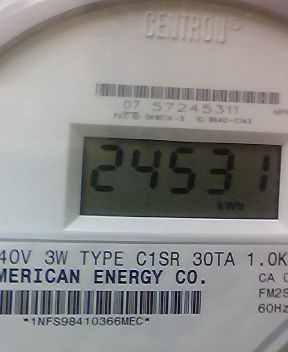 CENTRON®
07 57245311
24531
kWh
40V 3W TYPE C1SR 30TA 1.0K
MERICAN ENERGY CO.
CA 0
FM2S
60Hz
*1NFS98410366MEC*